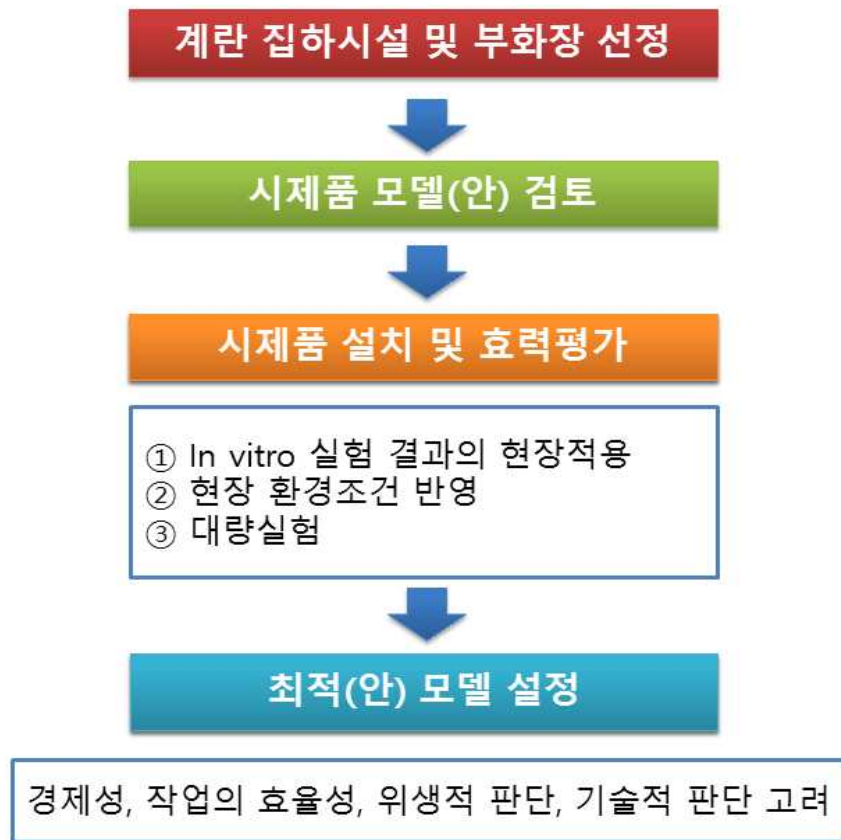 계란 집하시설 및 부화장 선정
시제품 모델(안) 검토
시제품 설치 및 효력평가
① In vitro 실험 결과의 현장적용
② 현장 환경조건 반영
③ 대량실험
최적(안) 모델 설정
경제성, 작업의 효율성, 위생적 판단, 기술적 판단 고려